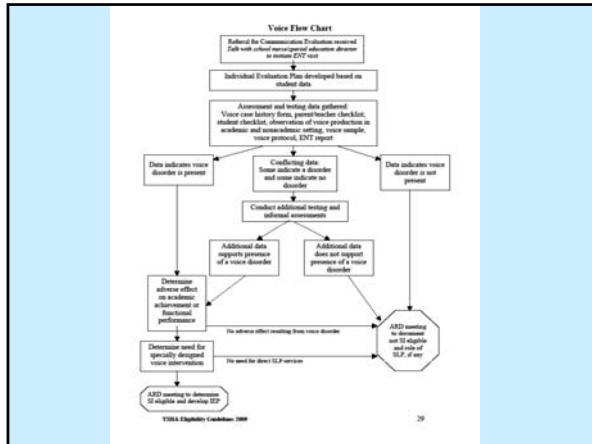 Voice Flow Chart
Referral for Communication Evaluation received
Talk with school nurse/special education director
to initiate ENT visit
Individual Evaluation Plan developed based on
student data
Assessment and testing data gathered:
Voice case history form, parent/teacher checklist,
student checklist, observation of voice production in
academic and nonacademic setting, voice sample,
voice protocol, ENT report
Data indicates voice
disorder is present
Conflicting data:
Some indicate a disorder
and some indicate no
disorder
Data indicates voice
disorder is not
present
Conduct additional testing and
informal assessments
Additional data
supports presence
of a voice disorder
Additional data
does not support
presence of a voice
disorder
Determine
adverse effect
on academic
achievement or
functional
performance
No adverse effect resulting from voice disorder
ARD meeting
to document
not SI eligible
and role of
SLP, if any
Determine need for
specially designed
voice intervention
No need for direct SLP services
ARD meeting to determine
SI eligible and develop IEP
TSHA Eligibility Guidelines 2009
29